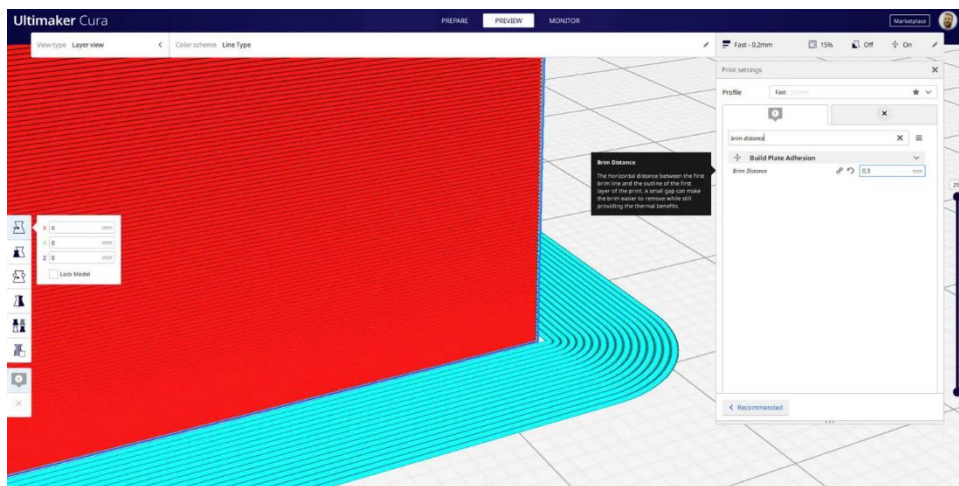 Ultimaker Cura
PREPARE PREVIEW MONITOR
Marketplace
View type Layer view
Color scheme Line Type
Fast - 0.2mm 15% Off On
Print settings
Profile Fast
brim distance
Build Plate Adhesion
Brim Distance 0.3 mm
Brim Distance
The horizontal distance between the first
brim line and the outline of the first
layer of the print. A small gap can make
the brim easier to remove while still
providing the thermal benefits.
X 0 mm
Y 0 mm
Z 0 mm
Lock Model
Recommended